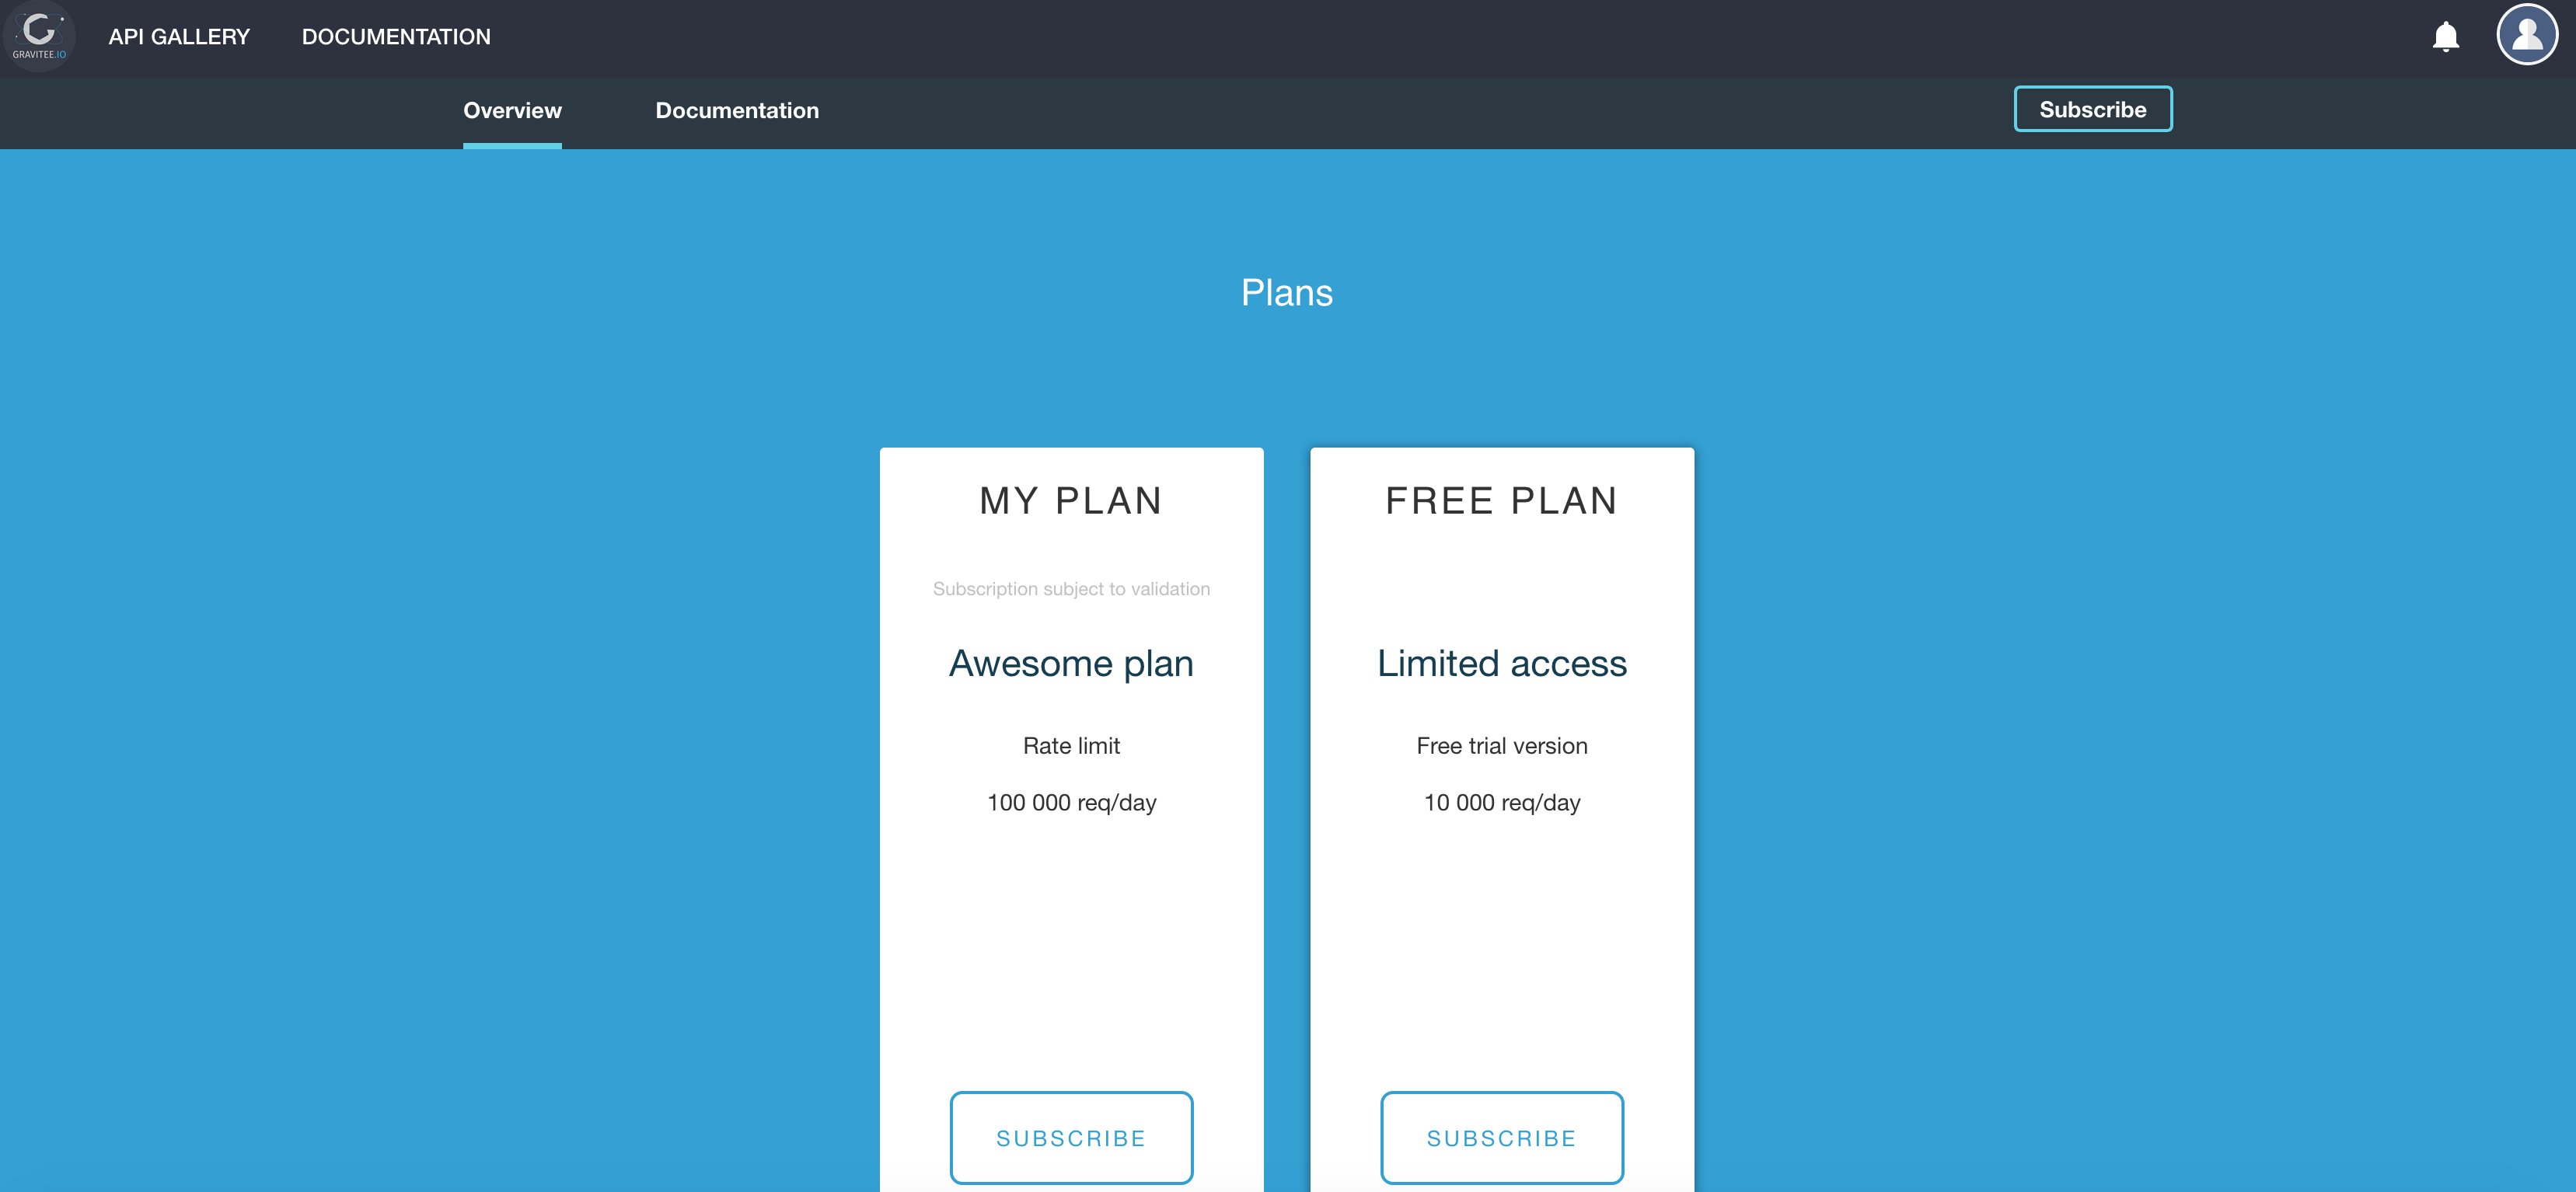 GRAVITEE.IO
API GALLERY
DOCUMENTATION
Overview
Documentation
Subscribe
Plans
MY PLAN
Subscription subject to validation
Awesome plan
Rate limit
100 000 req/day
SUBSCRIBE
FREE PLAN
Limited access
Free trial version
10 000 req/day
SUBSCRIBE